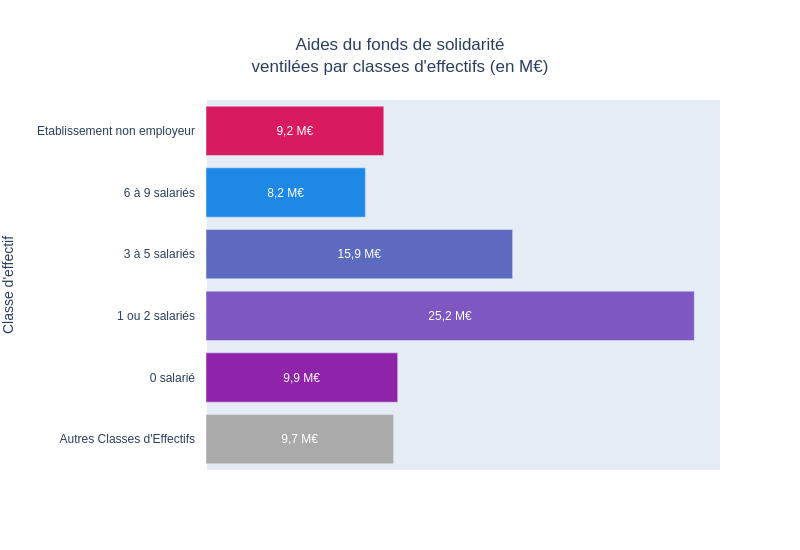 Aides du fonds de solidarité
ventilées par classes d'effectifs (en M€)
Classe d'effectif
Etablissement non employeur
9,2 M€
6 à 9 salariés
8,2 M€
3 à 5 salariés
15,9 M€
1 ou 2 salariés
25,2 M€
0 salarié
9,9 M€
Autres Classes d'Effectifs
9,7 M€